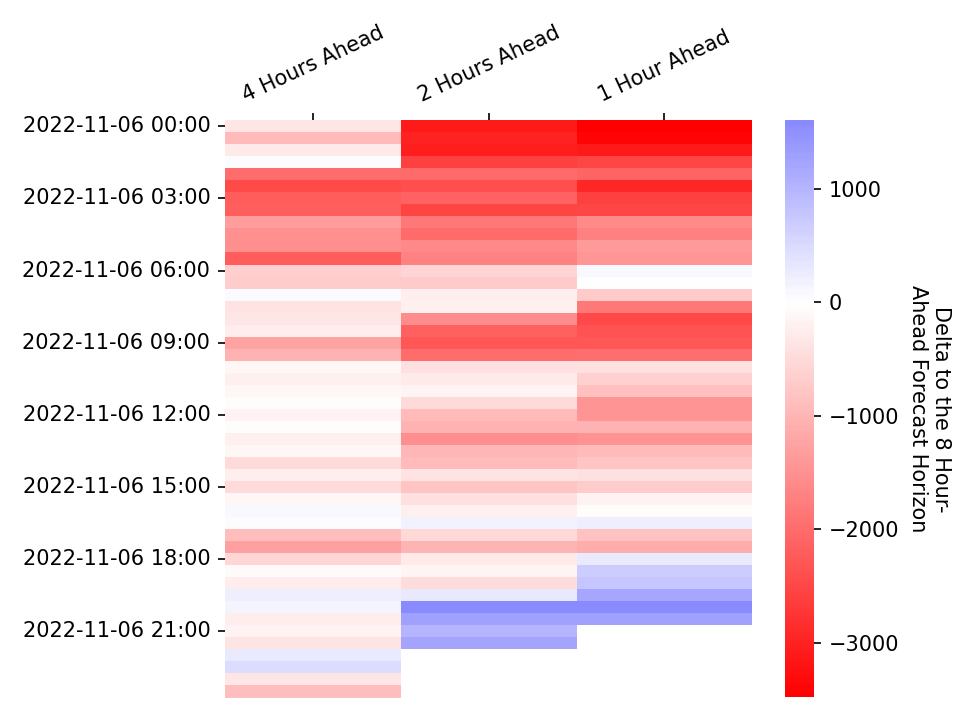 4 Hours Ahead
2 Hours Ahead
1 Hour Ahead
2022-11-06 00:00
2022-11-06 03:00
2022-11-06 06:00
2022-11-06 09:00
2022-11-06 12:00
2022-11-06 15:00
2022-11-06 18:00
2022-11-06 21:00
1000
0
−1000
−2000
−3000
Delta to the 8 Hour-
Ahead Forecast Horizon